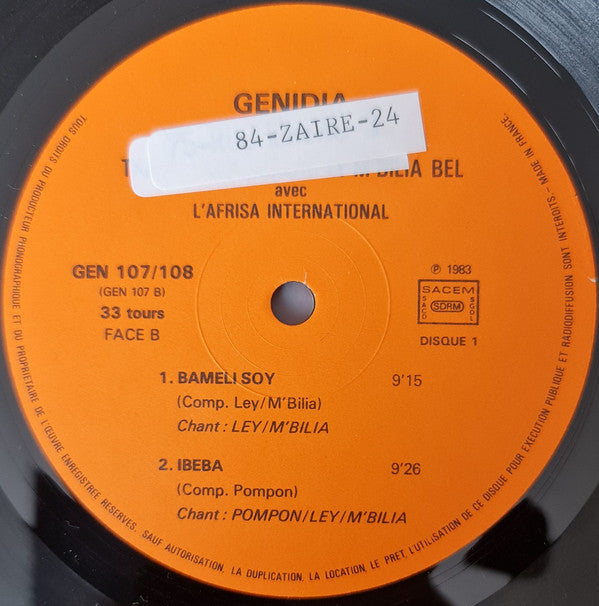 GENIDIA
84-ZAIRE-24
M'BILIA BEL
avec
L'AFRISA INTERNATIONAL
GEN 107/108
(GEN 107 B)
33 tours
FACE B
℗ 1983
SACEM
SACD
SDRM
SGDL
DISQUE 1
1. BAMELI SOY 9'15
(Comp. Ley/M'Bilia)
Chant : LEY/M'BILIA
2. IBEBA 9'26
(Comp. Pompon)
Chant : POMPON/LEY/M'BILIA
TOUS DROITS DU PRODUCTEUR PHONOGRAPHIQUE ET DU PROPRIETAIRE DE L'ŒUVRE ENREGISTREE RESERVES. SAUF AUTORISATION, LA DUPLICATION, LA LOCATION, LE PRET, L'UTILISATION DE CE DISQUE POUR EXECUTION PUBLIQUE ET RADIODIFFUSION SONT INTERDITS. - MADE IN FRANCE